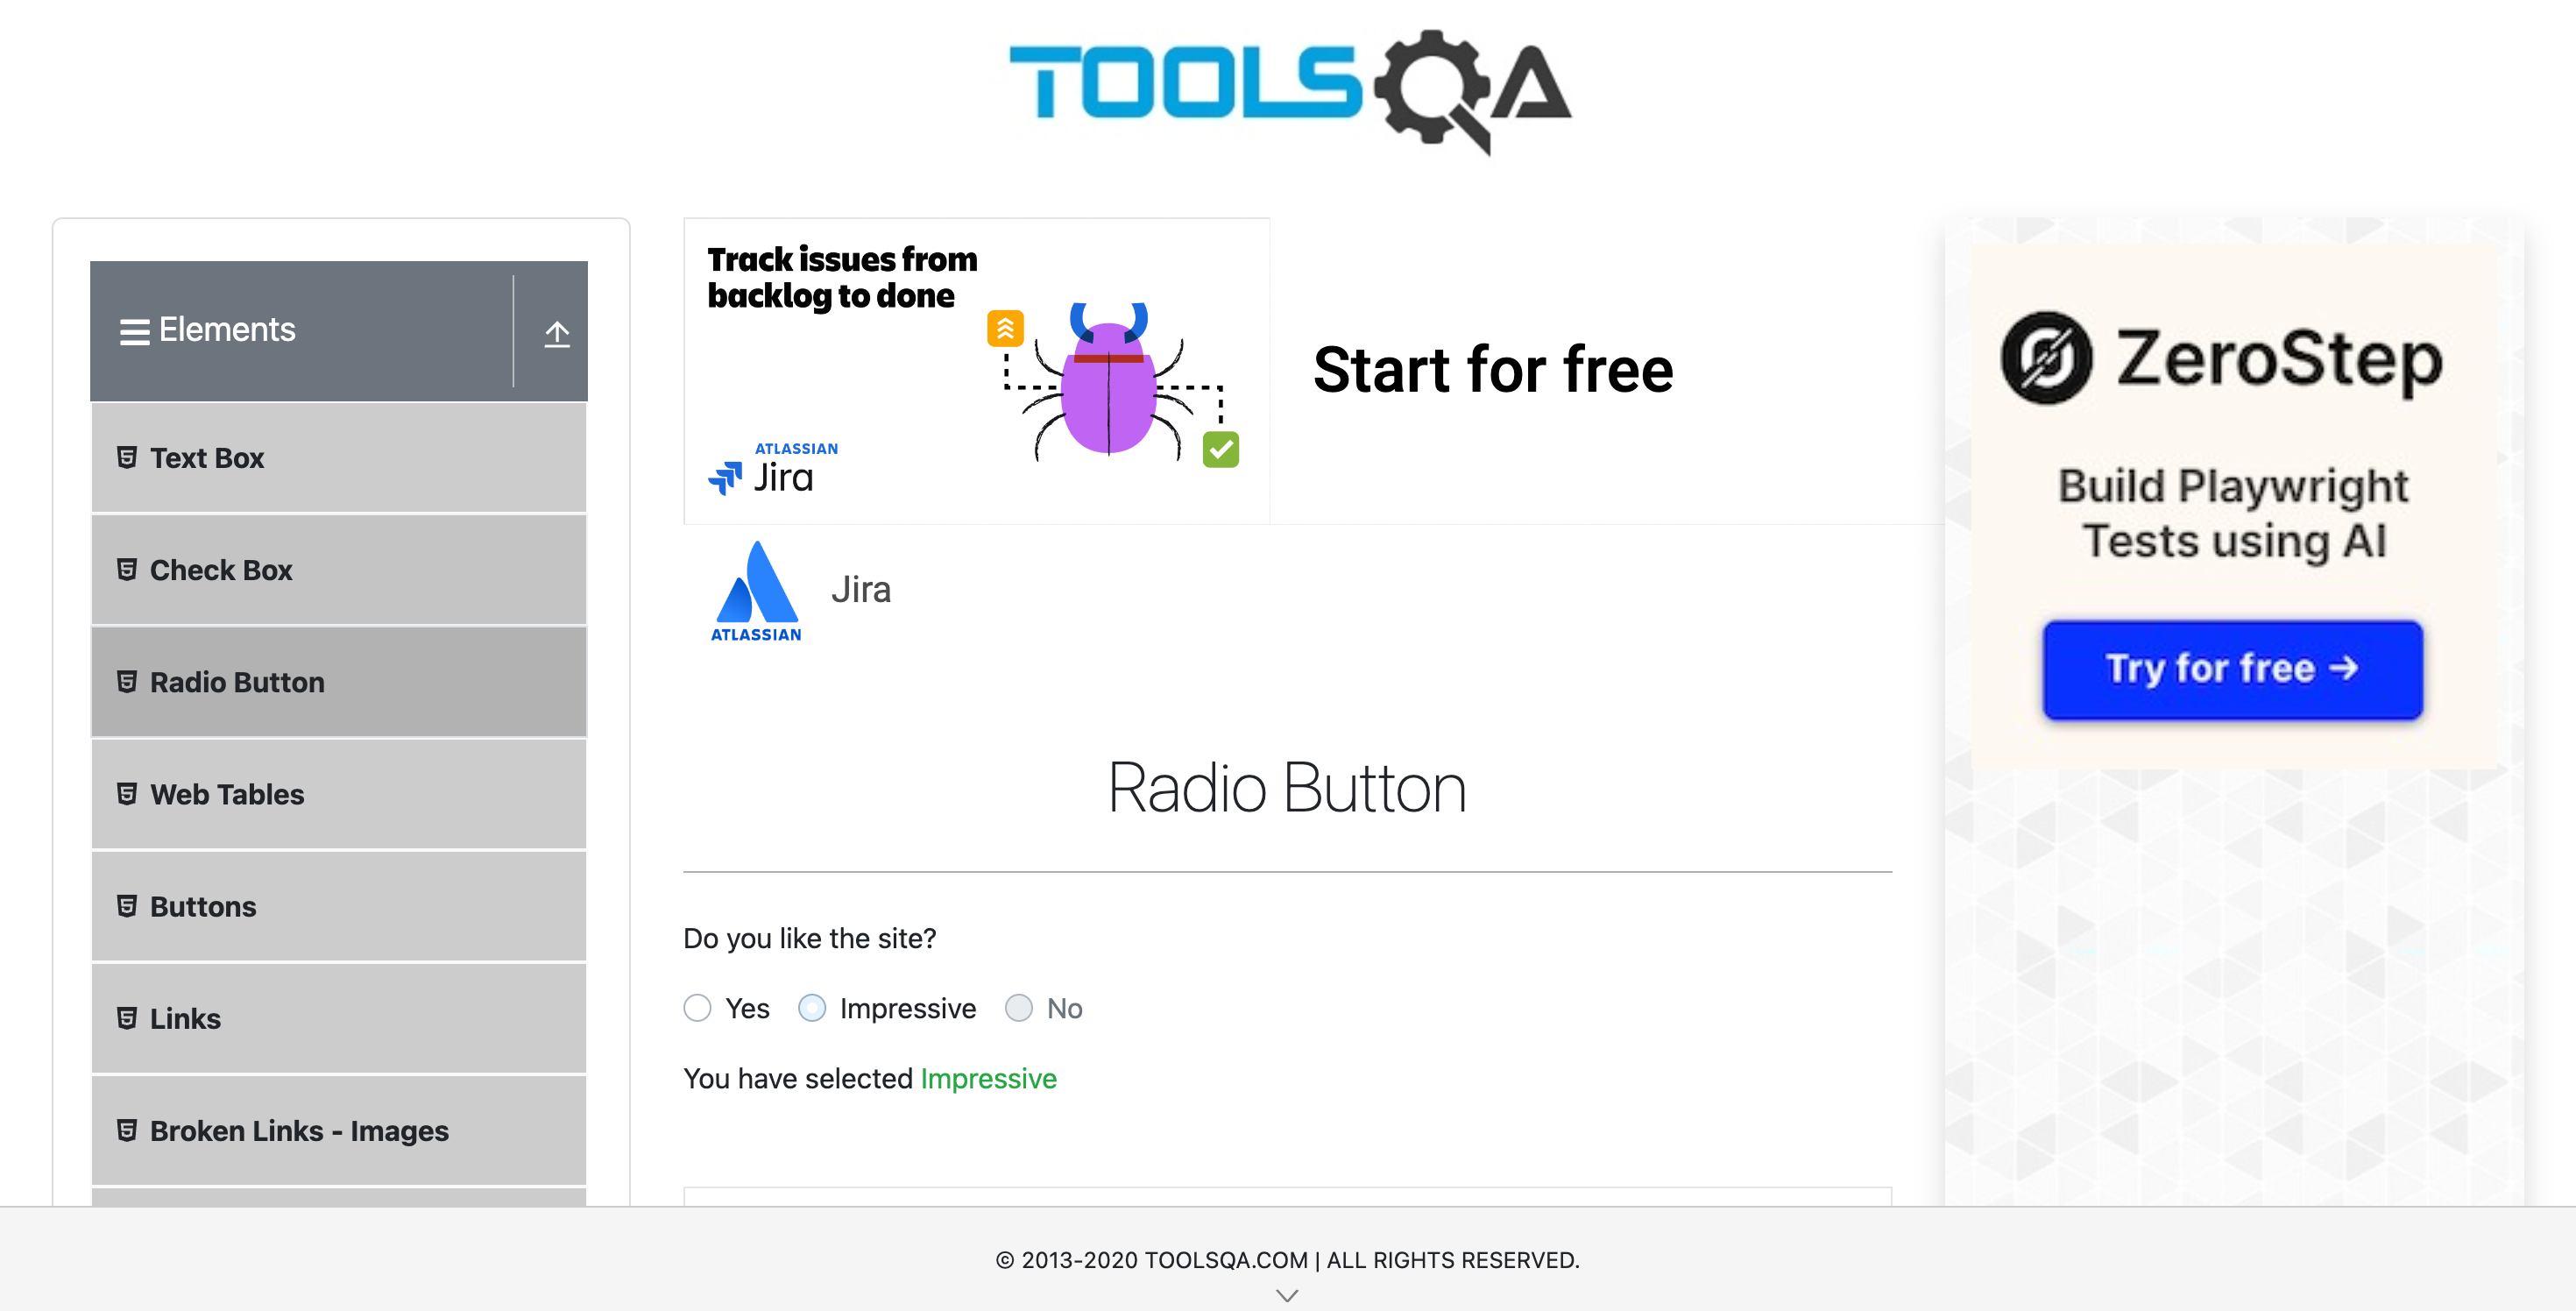 TOOLSQA
Elements
Text Box
Check Box
Radio Button
Web Tables
Buttons
Links
Broken Links - Images
Track issues from
backlog to done
ATLASSIAN
Jira
Start for free
ATLASSIAN
Jira
Radio Button
Do you like the site?
Yes Impressive No
You have selected Impressive
ZeroStep
Build Playwright
Tests using AI
Try for free →
© 2013-2020 TOOLSQA.COM | ALL RIGHTS RESERVED.